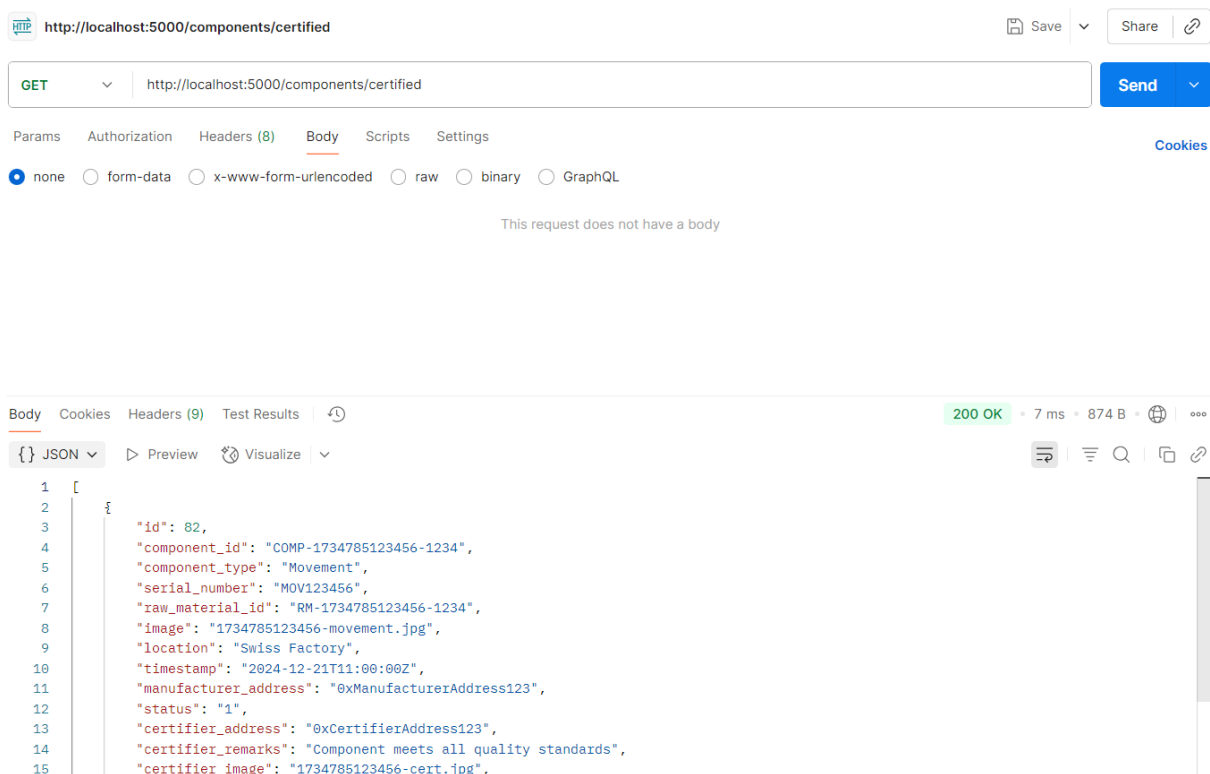 HTTP http://localhost:5000/components/certified Save Share
GET http://localhost:5000/components/certified Send
Params Authorization Headers (8) Body Scripts Settings Cookies
none form-data x-www-form-urlencoded raw binary GraphQL
This request does not have a body
Body Cookies Headers (9) Test Results 200 OK • 7 ms • 874 B •
{} JSON Preview Visualize
1 [
2 {
3 "id": 82,
4 "component_id": "COMP-1734785123456-1234",
5 "component_type": "Movement",
6 "serial_number": "MOV123456",
7 "raw_material_id": "RM-1734785123456-1234",
8 "image": "1734785123456-movement.jpg",
9 "location": "Swiss Factory",
10 "timestamp": "2024-12-21T11:00:00Z",
11 "manufacturer_address": "0xManufacturerAddress123",
12 "status": "1",
13 "certifier_address": "0xCertifierAddress123",
14 "certifier_remarks": "Component meets all quality standards",
15 "certifier_image": "1734785123456-cert.jpg",